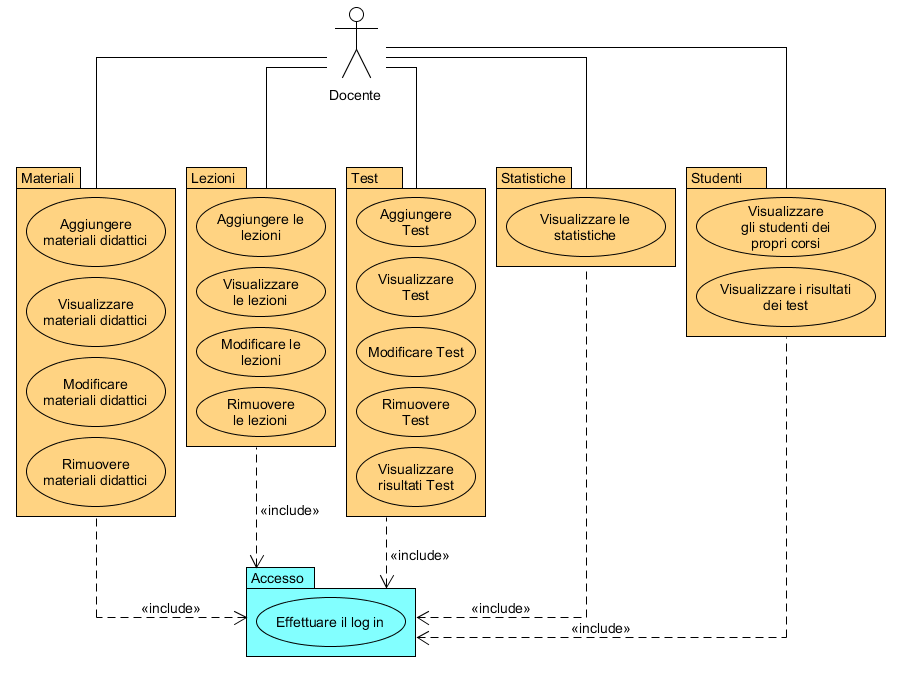 Docente
Materiali
Aggiungere
materiali didattici
Visualizzare
materiali didattici
Modificare
materiali didattici
Rimuovere
materiali didattici
Lezioni
Aggiungere le
lezioni
Visualizzare
le lezioni
Modificare le
lezioni
Rimuovere
le lezioni
Test
Aggiungere
Test
Visualizzare
Test
Modificare Test
Rimuovere
Test
Visualizzare
risultati Test
Statistiche
Visualizzare le
statistiche
Studenti
Visualizzare
gli studenti dei
propri corsi
Visualizzare i risultati
dei test
«include»
«include»
«include»
«include»
«include»
Accesso
Effettuare il log in